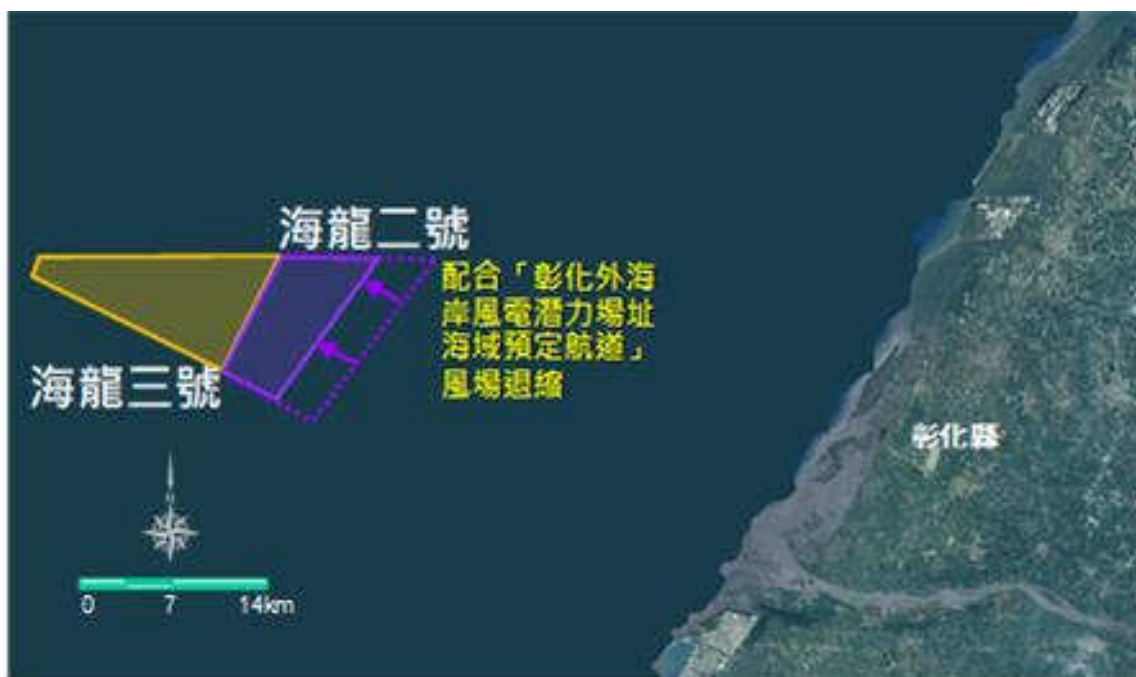 海龍二號
配合「彰化外海
岸風電潛力場址
海域預定航道」
風場退縮
海龍三號
彰化縣
0 7 14km